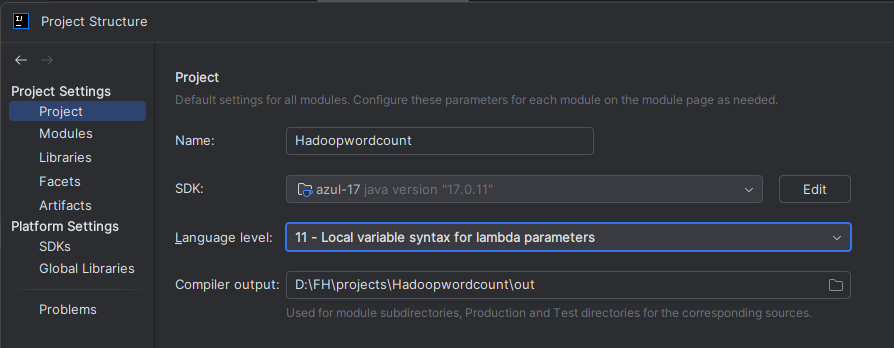 Project Structure
Project Settings
Project
Modules
Libraries
Facets
Artifacts
Platform Settings
SDKs
Global Libraries
Problems
Project
Default settings for all modules. Configure these parameters for each module on the module page as needed.
Name: Hadoopwordcount
SDK: azul-17 java version "17.0.11" Edit
Language level: 11 - Local variable syntax for lambda parameters
Compiler output: D:\FH\projects\Hadoopwordcount\out
Used for module subdirectories, Production and Test directories for the corresponding sources.